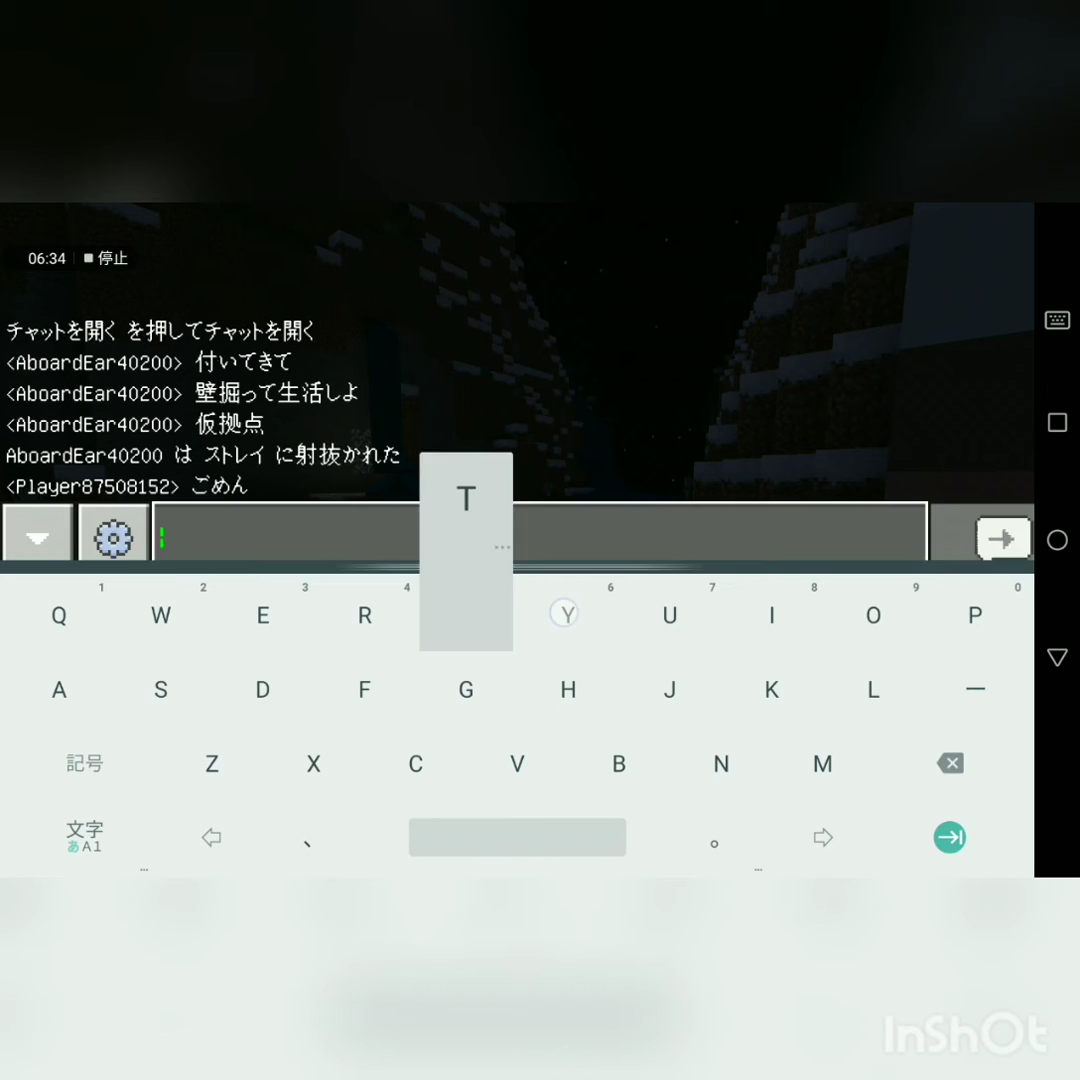 06:34 停止
チャットを開く を押してチャットを開く
<AboardEar40200> 付いてきて
<AboardEar40200> 壁掘って生活しよ
<AboardEar40200> 仮拠点
AboardEar40200 は ストレイ に射抜かれた
<Player87508152> ごめん
T
1 2 3 4 6 7 8 9 0
Q W E R Y U I O P
A S D F G H J K L ー
記号 Z X C V B N M
文字 、 。
あA1
InShOt